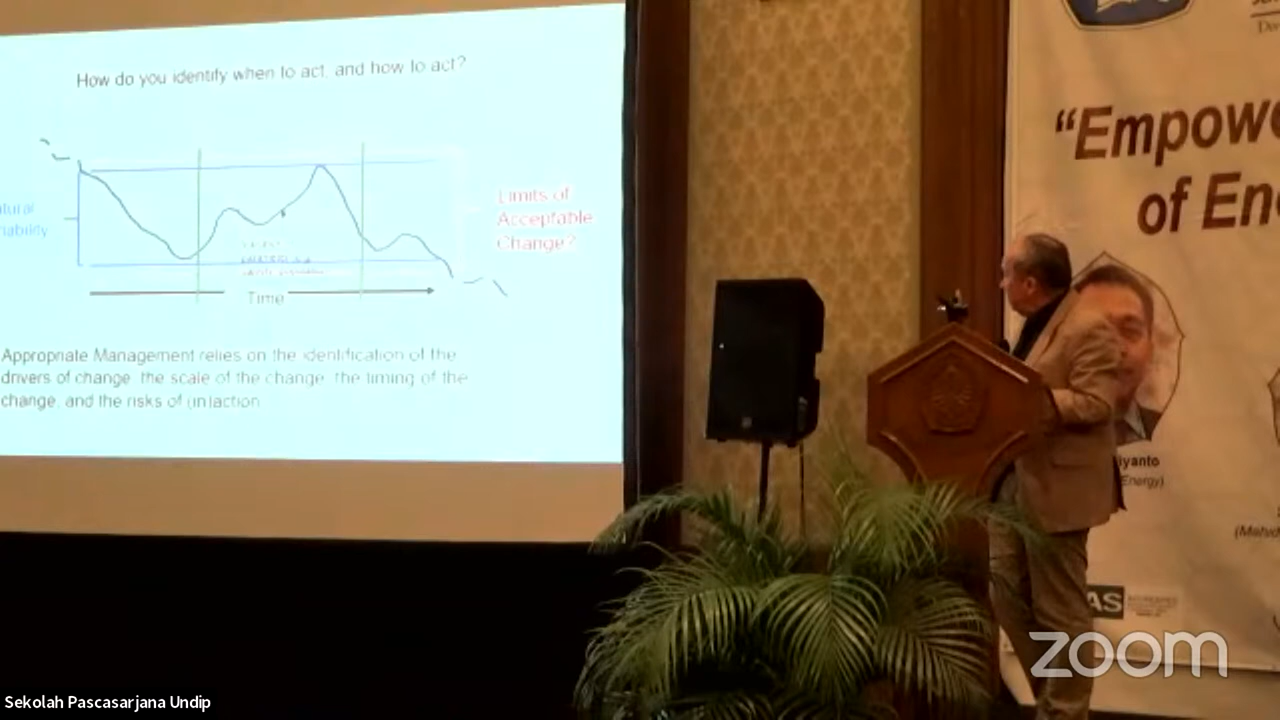 How do you identify when to act, and how to act?
Limits of
Acceptable
Change?
Time
Appropriate Management relies on the identification of the
drivers of change, the scale of the change, the timing of the
change, and the risks of (in)action
“Empowe
of En
iyanto
Energy)
AS
zoom
Sekolah Pascasarjana Undip